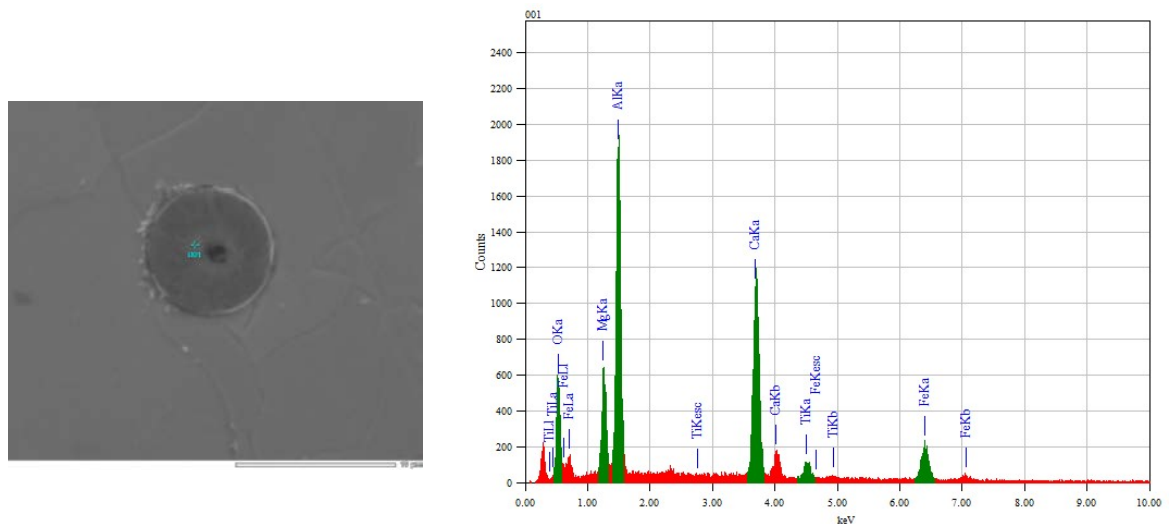 001
10 µm
001
Counts
2400
2200
2000
1800
1600
1400
1200
1000
800
600
400
200
0
TiLl
TiLa
OKa
FeLl
FeLa
MgKa
AlKa
TiKesc
CaKa
CaKb
TiKa
FeKesc
TiKb
FeKa
FeKb
0.00 1.00 2.00 3.00 4.00 5.00 6.00 7.00 8.00 9.00 10.00
keV